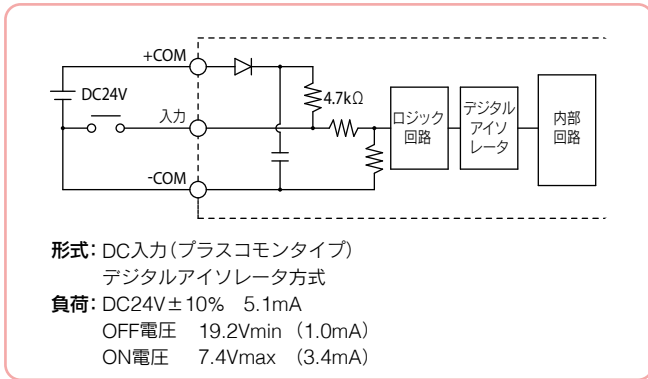 +COM
DC24V
4.7kΩ
入力
ロジック
回路
デジタル
アイソ
レータ
内部
回路
-COM
形式：DC入力（プラスコモンタイプ）
デジタルアイソレータ方式
負荷：DC24V±10% 5.1mA
OFF電圧 19.2Vmin （1.0mA）
ON電圧 7.4Vmax （3.4mA）